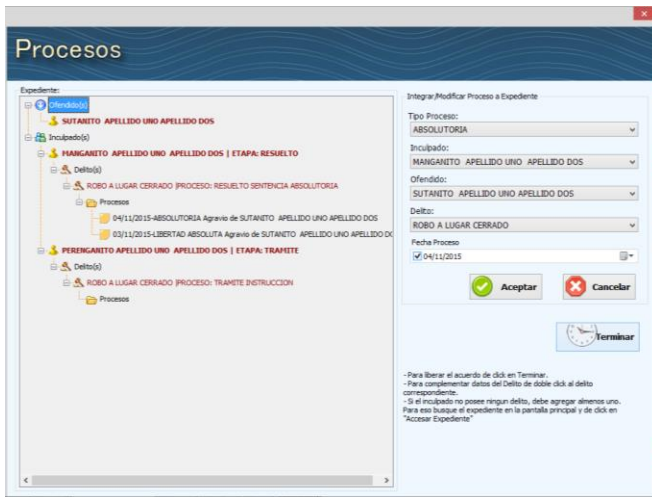 Procesos
Expediente:
Ofendido(s)
SUTANITO APELLIDO UNO APELLIDO DOS
Inculpado(s)
MANGANITO APELLIDO UNO APELLIDO DOS | ETAPA: RESUELTO
Delito(s)
ROBO A LUGAR CERRADO |PROCESO: RESUELTO SENTENCIA ABSOLUTORIA
Procesos
04/11/2015-ABSOLUTORIA Agravio de SUTANITO APELLIDO UNO APELLIDO DOS
03/11/2015-LIBERTAD ABSOLUTA Agravio de SUTANITO APELLIDO UNO APELLIDO DO
PERENGANITO APELLIDO UNO APELLIDO DOS | ETAPA: TRAMITE
Delito(s)
ROBO A LUGAR CERRADO |PROCESO: TRAMITE INSTRUCCION
Procesos
Integrar/Modificar Proceso a Expediente
Tipo Proceso:
ABSOLUTORIA
Inculpado:
MANGANITO APELLIDO UNO APELLIDO DOS
Ofendido:
SUTANITO APELLIDO UNO APELLIDO DOS
Delito:
ROBO A LUGAR CERRADO
Fecha Proceso
04/11/2015
Aceptar Cancelar
Terminar
-Para liberar el acuerdo de click en Terminar.
-Para complementar datos del Delito de doble click al delito
correspondiente.
-Si el inculpado no posee ningun delito, debe agregar almenos uno.
Para eso busque el expediente en la pantalla principal y de click en
"Accesar Expediente"